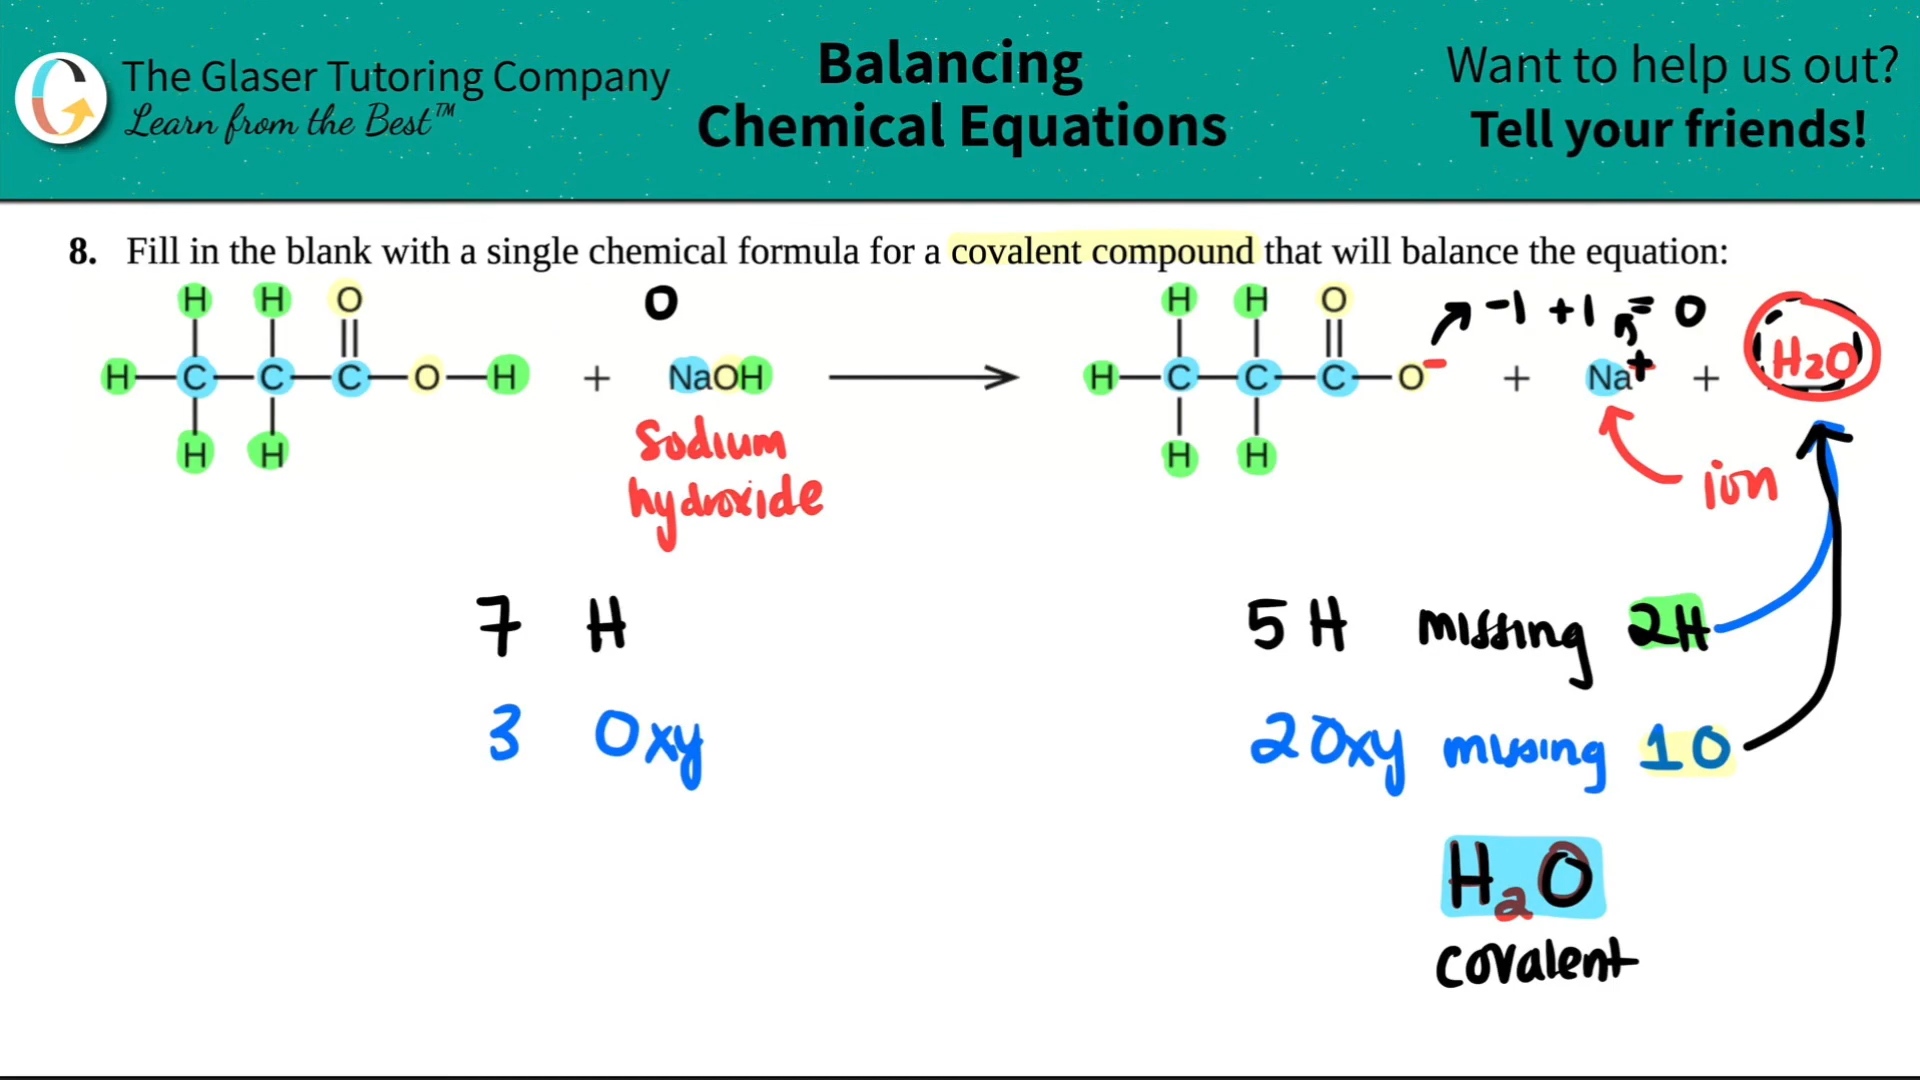 The Glaser Tutoring Company
Learn from the Best™
Balancing
Chemical Equations
Want to help us out?
Tell your friends!
8. Fill in the blank with a single chemical formula for a covalent compound that will balance the equation:
H H O O H H O -1 +1 = 0
H—C—C—C—O—H + NaOH ⟶ H—C—C—C—O⁻ + Na⁺ + H2O
H H H H
Sodium
hydroxide
ion
7 H 5 H missing 2H
3 Oxy 2 Oxy missing 1 O
H₂O
covalent